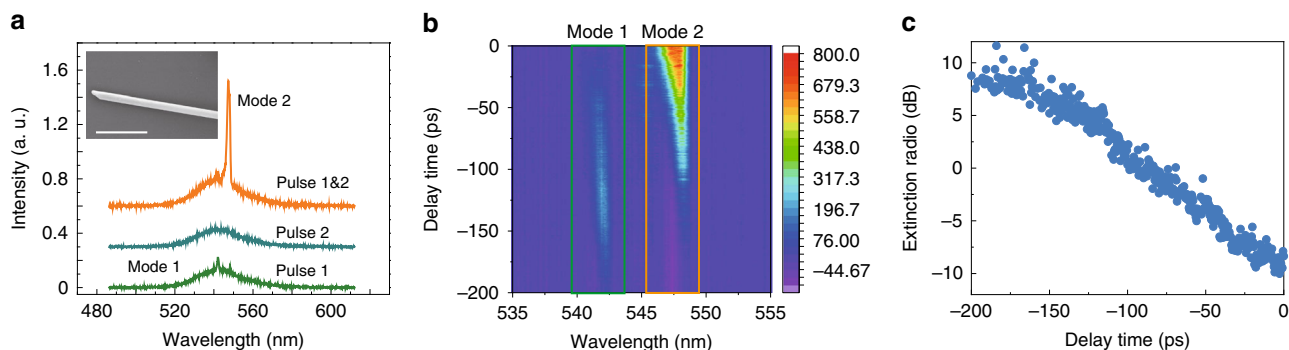 a
Intensity (a. u.)
1.6
1.2
0.8
0.4
0
Mode 2
Pulse 1&2
Pulse 2
Mode 1
Pulse 1
480
520
560
600
Wavelength (nm)
b
Mode 1
Mode 2
Delay time (ps)
0
−50
−100
−150
−200
535
540
545
550
555
Wavelength (nm)
800.0
679.3
558.7
438.0
317.3
196.7
76.00
−44.67
c
Extinction radio (dB)
10
5
0
−5
−10
−200
−150
−100
−50
0
Delay time (ps)